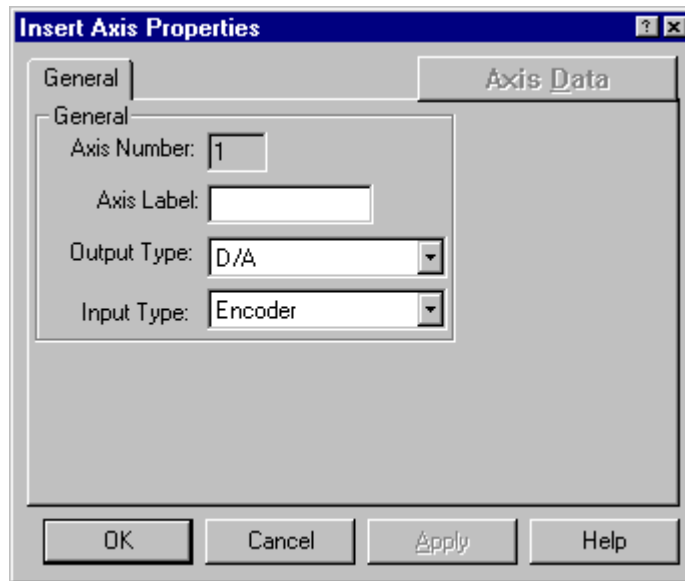 Insert Axis Properties
General
Axis Data
General
Axis Number: 1
Axis Label:
Output Type: D/A
Input Type: Encoder
OK Cancel Apply Help